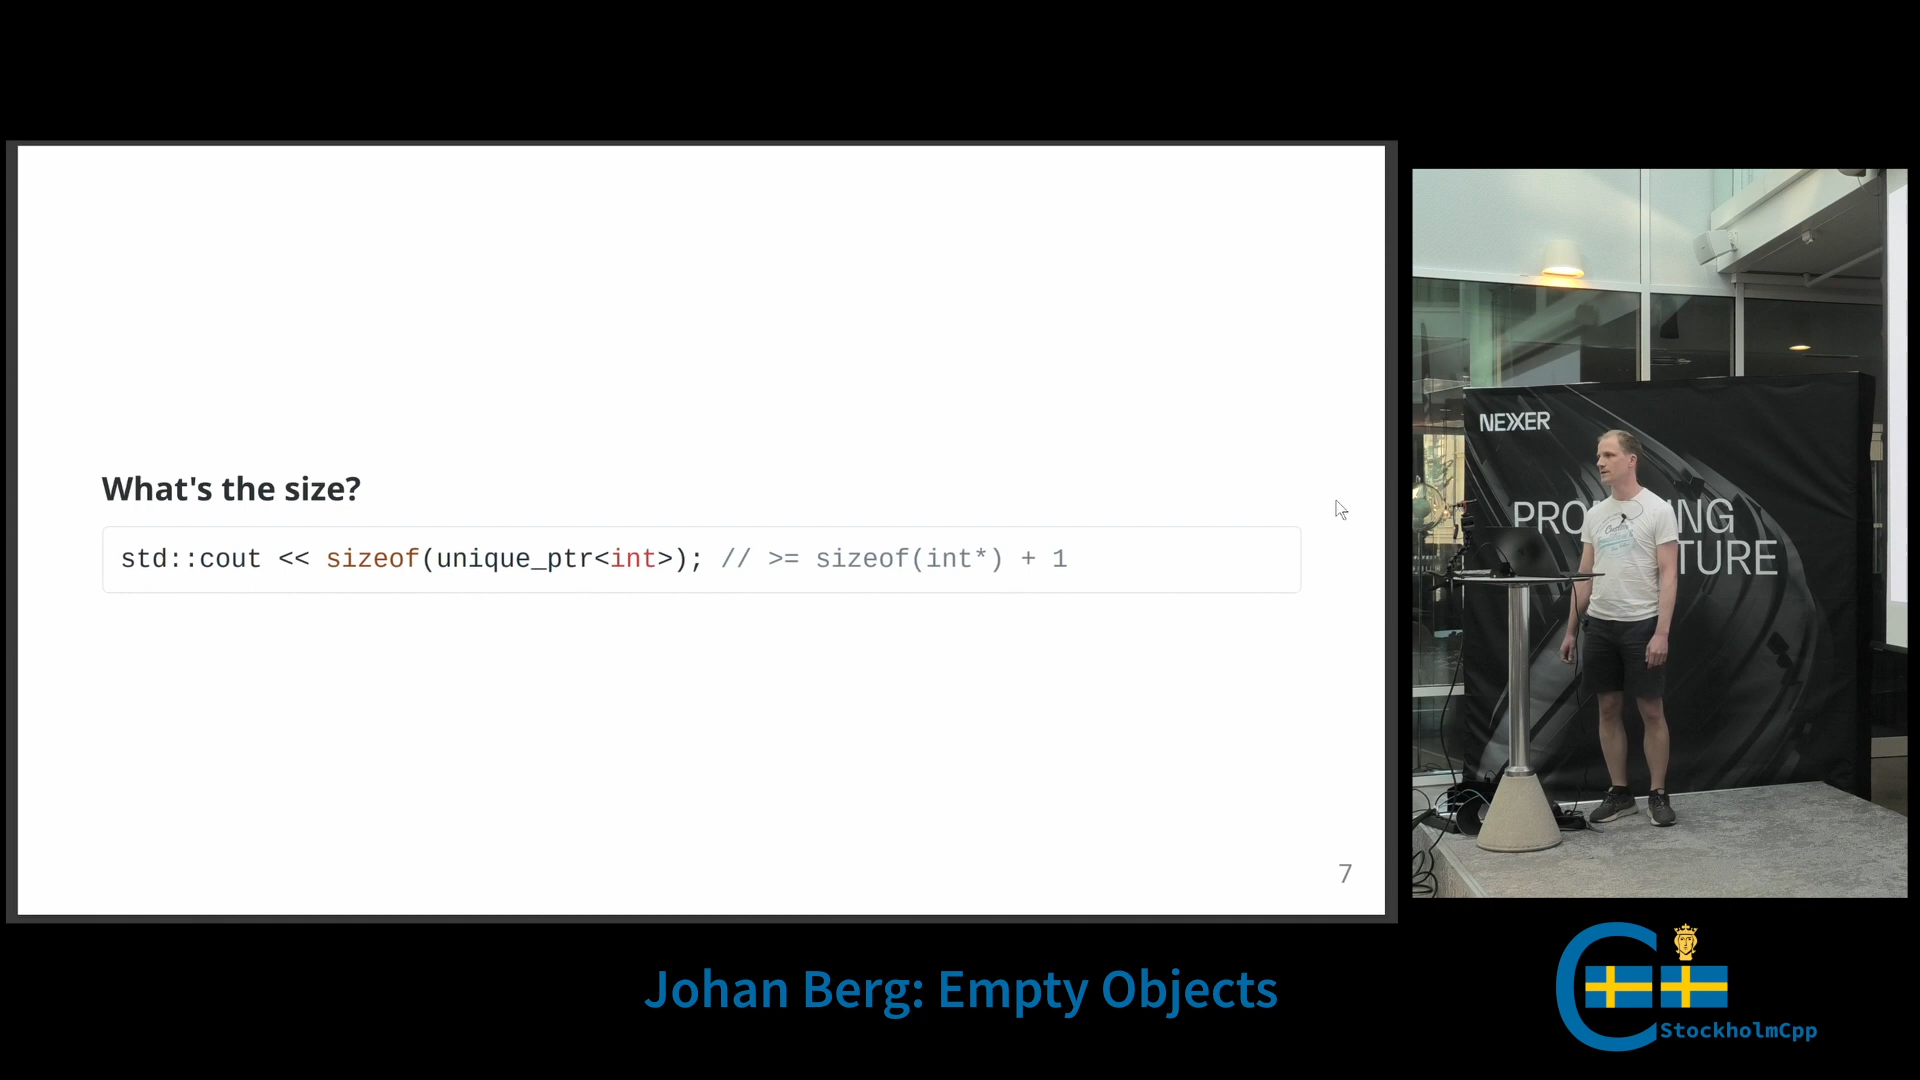 What's the size?
std::cout << sizeof(unique_ptr<int>); // >= sizeof(int*) + 1
7
NEXER
PRO
NG
TURE
Johan Berg: Empty Objects
StockholmCpp